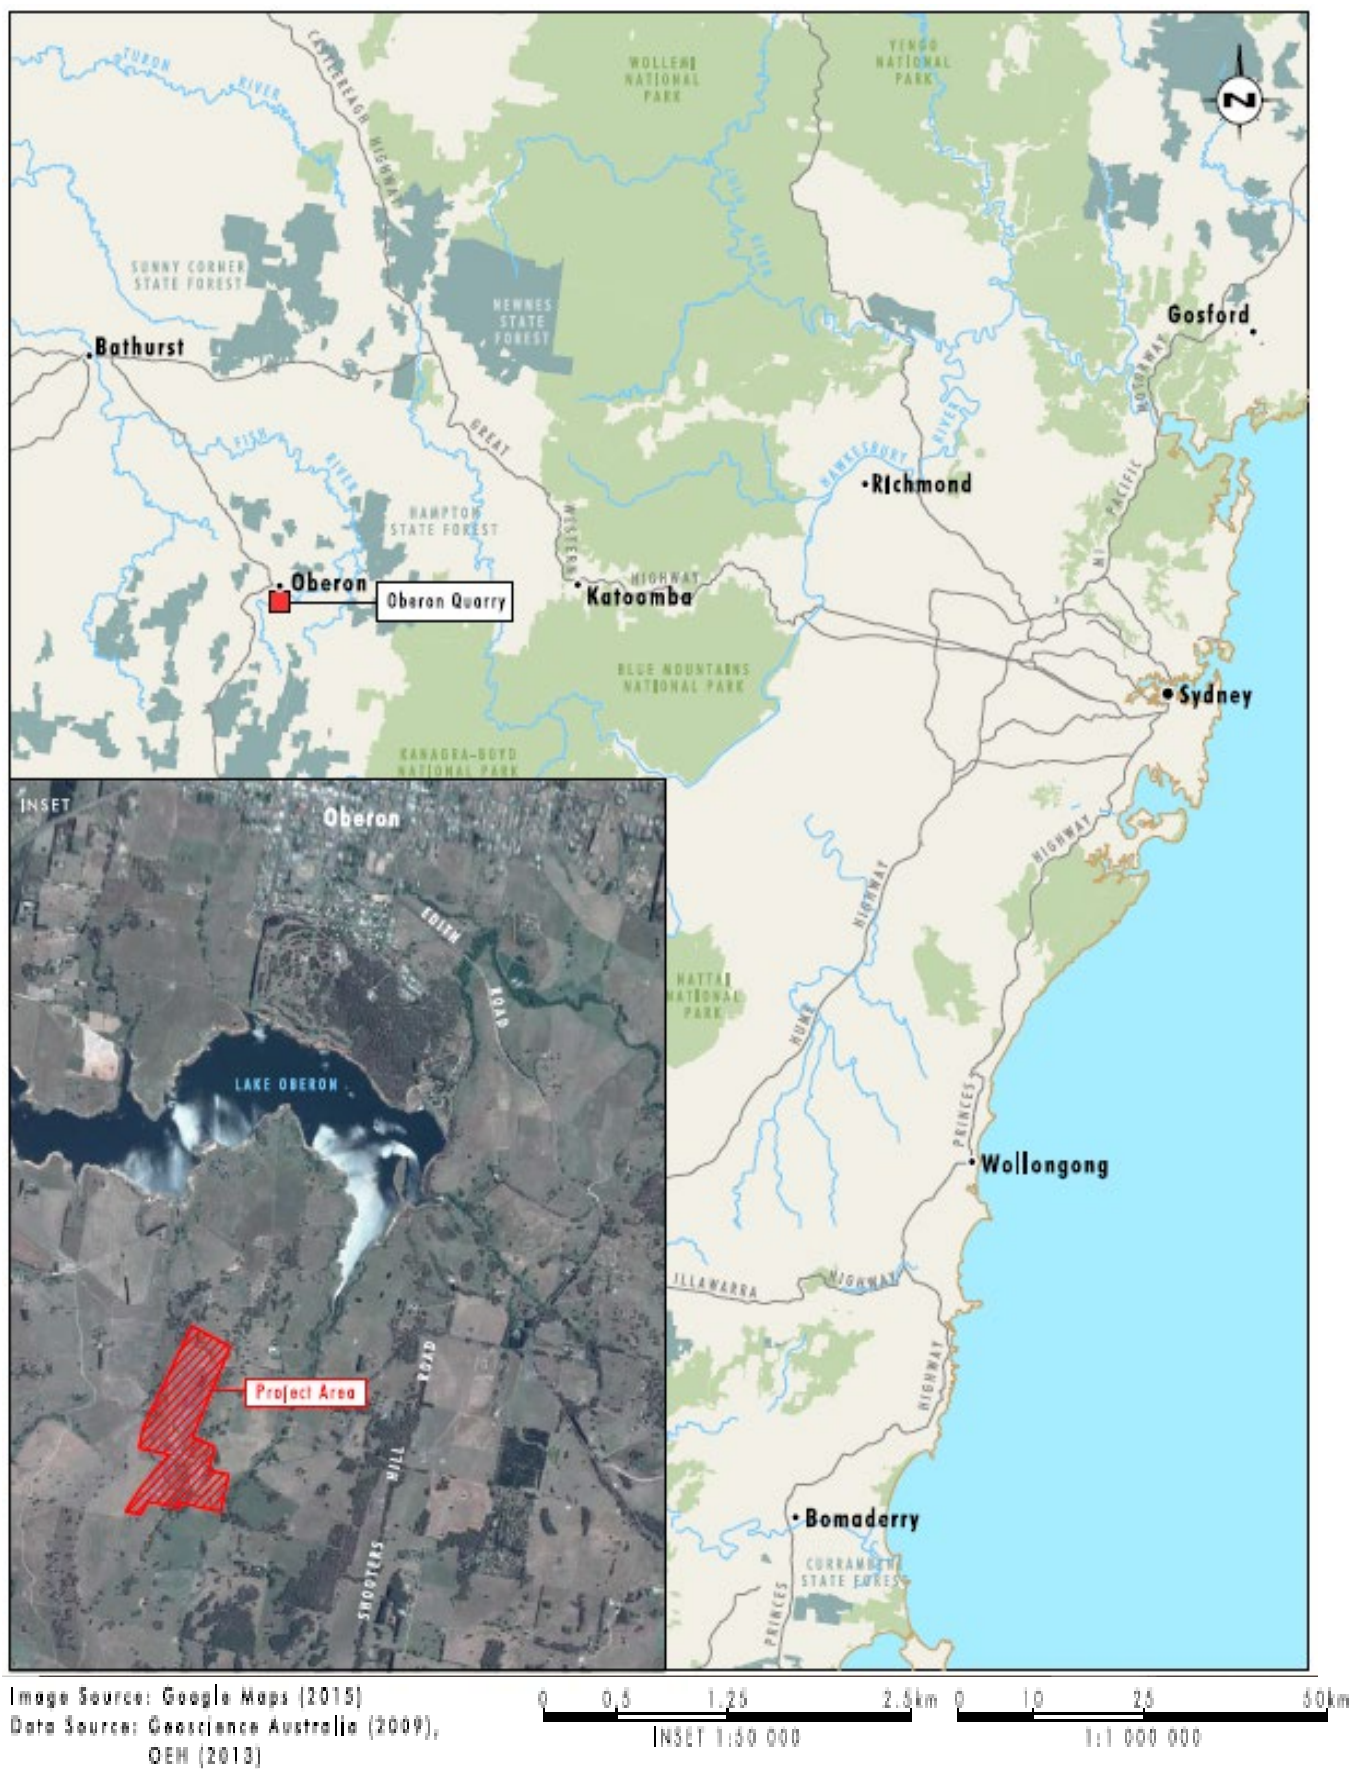 WOLLEMI
NATIONAL
PARK
YENGO
NATIONAL
PARK
N
TURON
RIVER
CASTLEREAGH HIGHWAY
COLO
RIVER
SUNNY CORNER
STATE FOREST
NEWNES
STATE
FOREST
Gosford
Bathurst
MOTORWAY
PACIFIC
M1
GREAT
WESTERN
HIGHWAY
FISH
RIVER
HAWKESBURY
RIVER
Richmond
HAMPTON
STATE FOREST
Oberon
Oberon Quarry
Katoomba
BLUE MOUNTAINS
NATIONAL PARK
Sydney
KANAGRA-BOYD
NATIONAL PARK
INSET
Oberon
EDITH
ROAD
LAKE OBERON
Project Area
SHOOTERS HILL ROAD
HIGHWAY
HIGHWAY
HUME
NATTAI
NATIONAL
PARK
PRINCES
Wollongong
ILLAWARRA
HIGHWAY
HIGHWAY
Bomaderry
CURRAMBENE
STATE FOREST
PRINCES
Image Source: Google Maps (2015)
Data Source: Geoscience Australia (2009),
OEH (2013)
0 0.5 1.25 2.5km
INSET 1:50 000
0 10 25 50km
1:1 000 000